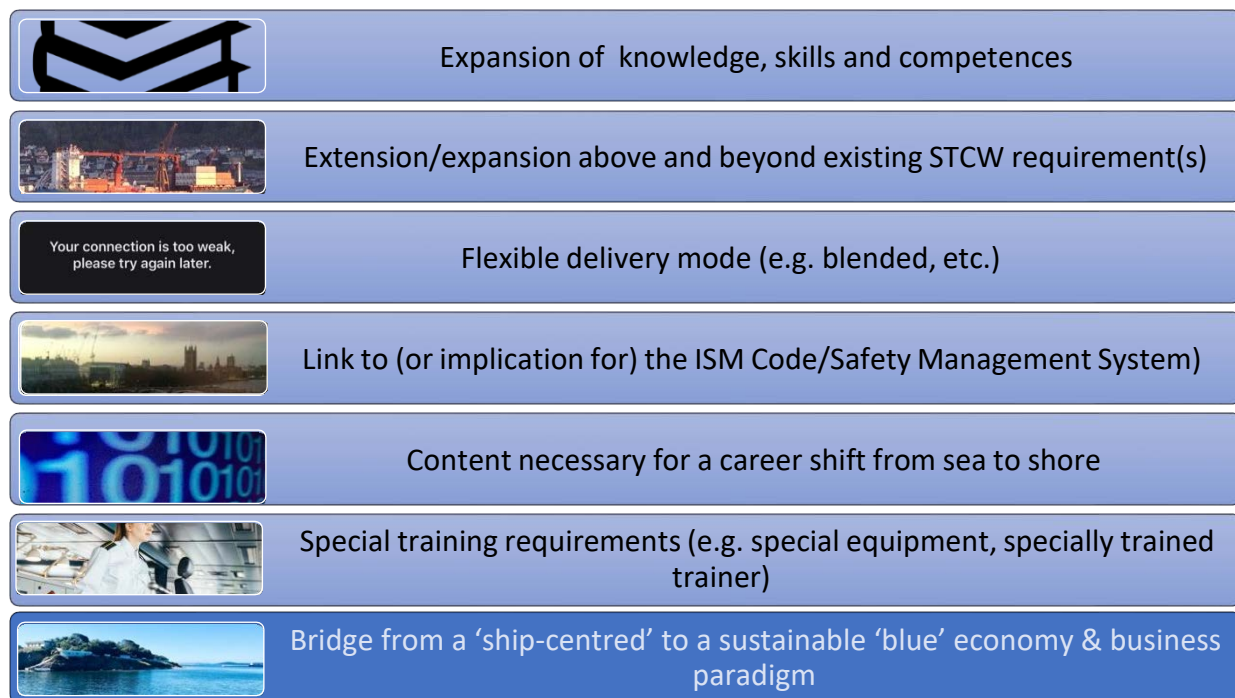 Expansion of  knowledge, skills and competences
Extension/expansion above and beyond existing STCW requirement(s)
Your connection is too weak,
please try again later.
Flexible delivery mode (e.g. blended, etc.)
Link to (or implication for) the ISM Code/Safety Management System)
101
10101
Content necessary for a career shift from sea to shore
Special training requirements (e.g. special equipment, specially trained
trainer)
Bridge from a ‘ship-centred’ to a sustainable ‘blue’ economy & business
paradigm